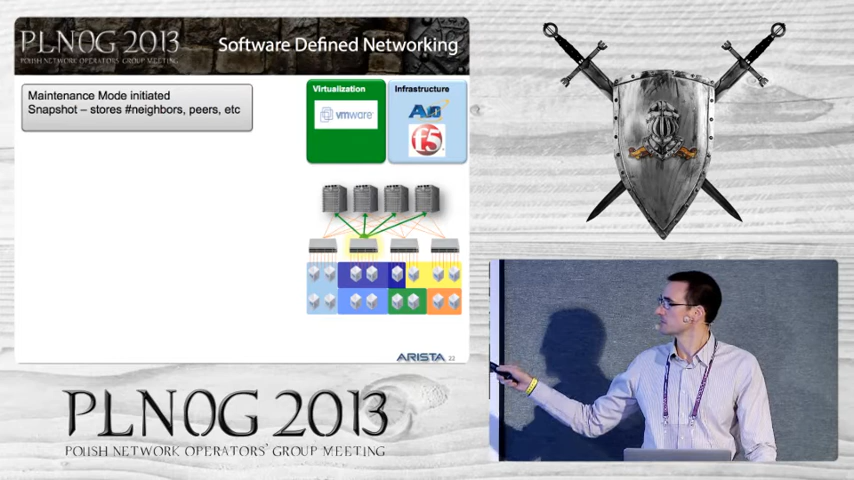 PLNOG 2013
POLISH NETWORK OPERATORS GROUP MEETING
Software Defined Networking
Maintenance Mode initiated
Snapshot – stores #neighbors, peers, etc
Virtualization
vmware
Infrastructure
A10
f5
ARISTA 22
PLNOG 2013
POLISH NETWORK OPERATORS' GROUP MEETING